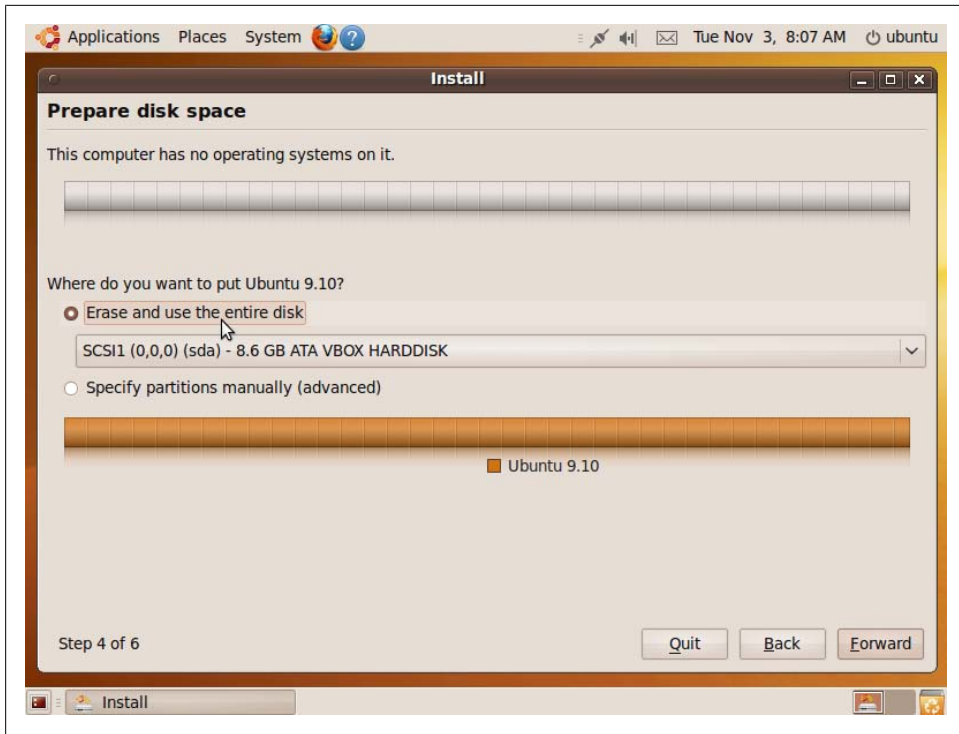 Applications Places System Tue Nov 3, 8:07 AM ubuntu
Install
Prepare disk space
This computer has no operating systems on it.
Where do you want to put Ubuntu 9.10?
Erase and use the entire disk
SCSI1 (0,0,0) (sda) - 8.6 GB ATA VBOX HARDDISK
Specify partitions manually (advanced)
Ubuntu 9.10
Step 4 of 6 Quit Back Forward
Install